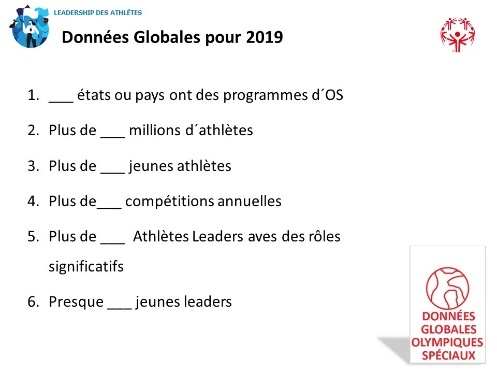 LEADERSHIP DES ATHLÈTES
Données Globales pour 2019
1. ___ états ou pays ont des programmes d´OS
2. Plus de ___ millions d´athlètes
3. Plus de ___ jeunes athlètes
4. Plus de___ compétitions annuelles
5. Plus de ___ Athlètes Leaders aves des rôles
significatifs
6. Presque ___ jeunes leaders
DONNÉES
GLOBALES
OLYMPIQUES
SPÉCIAUX